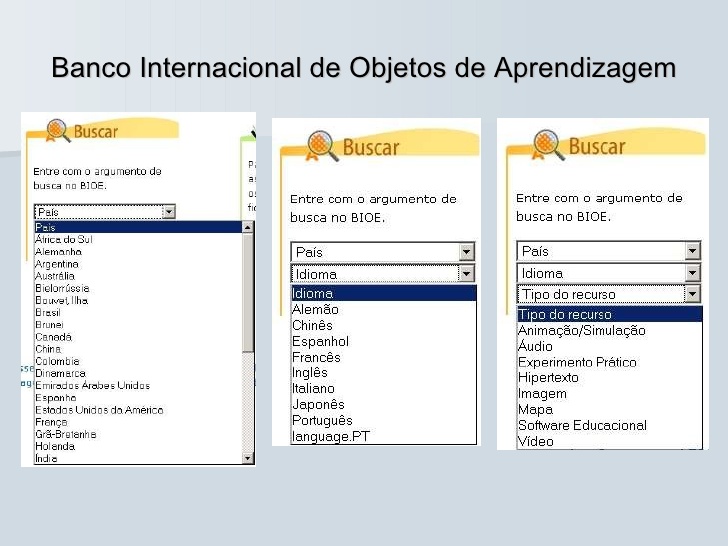 Banco Internacional de Objetos de Aprendizagem
Buscar
Entre com o argumento de
busca no BIOE.
País
País
África do Sul
Alemanha
Argentina
Austrália
Bielorrússia
Bouvet, Ilha
Brasil
Brunei
Canadá
China
Colombia
Dinamarca
Emirados Árabes Unidos
Espanha
Estados Unidos da América
França
Grã-Bretanha
Holanda
Índia
Buscar
Entre com o argumento de
busca no BIOE.
País
Idioma
Idioma
Alemão
Chinês
Espanhol
Francês
Inglês
Italiano
Japonês
Português
language.PT
Buscar
Entre com o argumento de
busca no BIOE.
País
Idioma
Tipo do recurso
Tipo do recurso
Animação/Simulação
Áudio
Experimento Prático
Hipertexto
Imagem
Mapa
Software Educacional
Vídeo